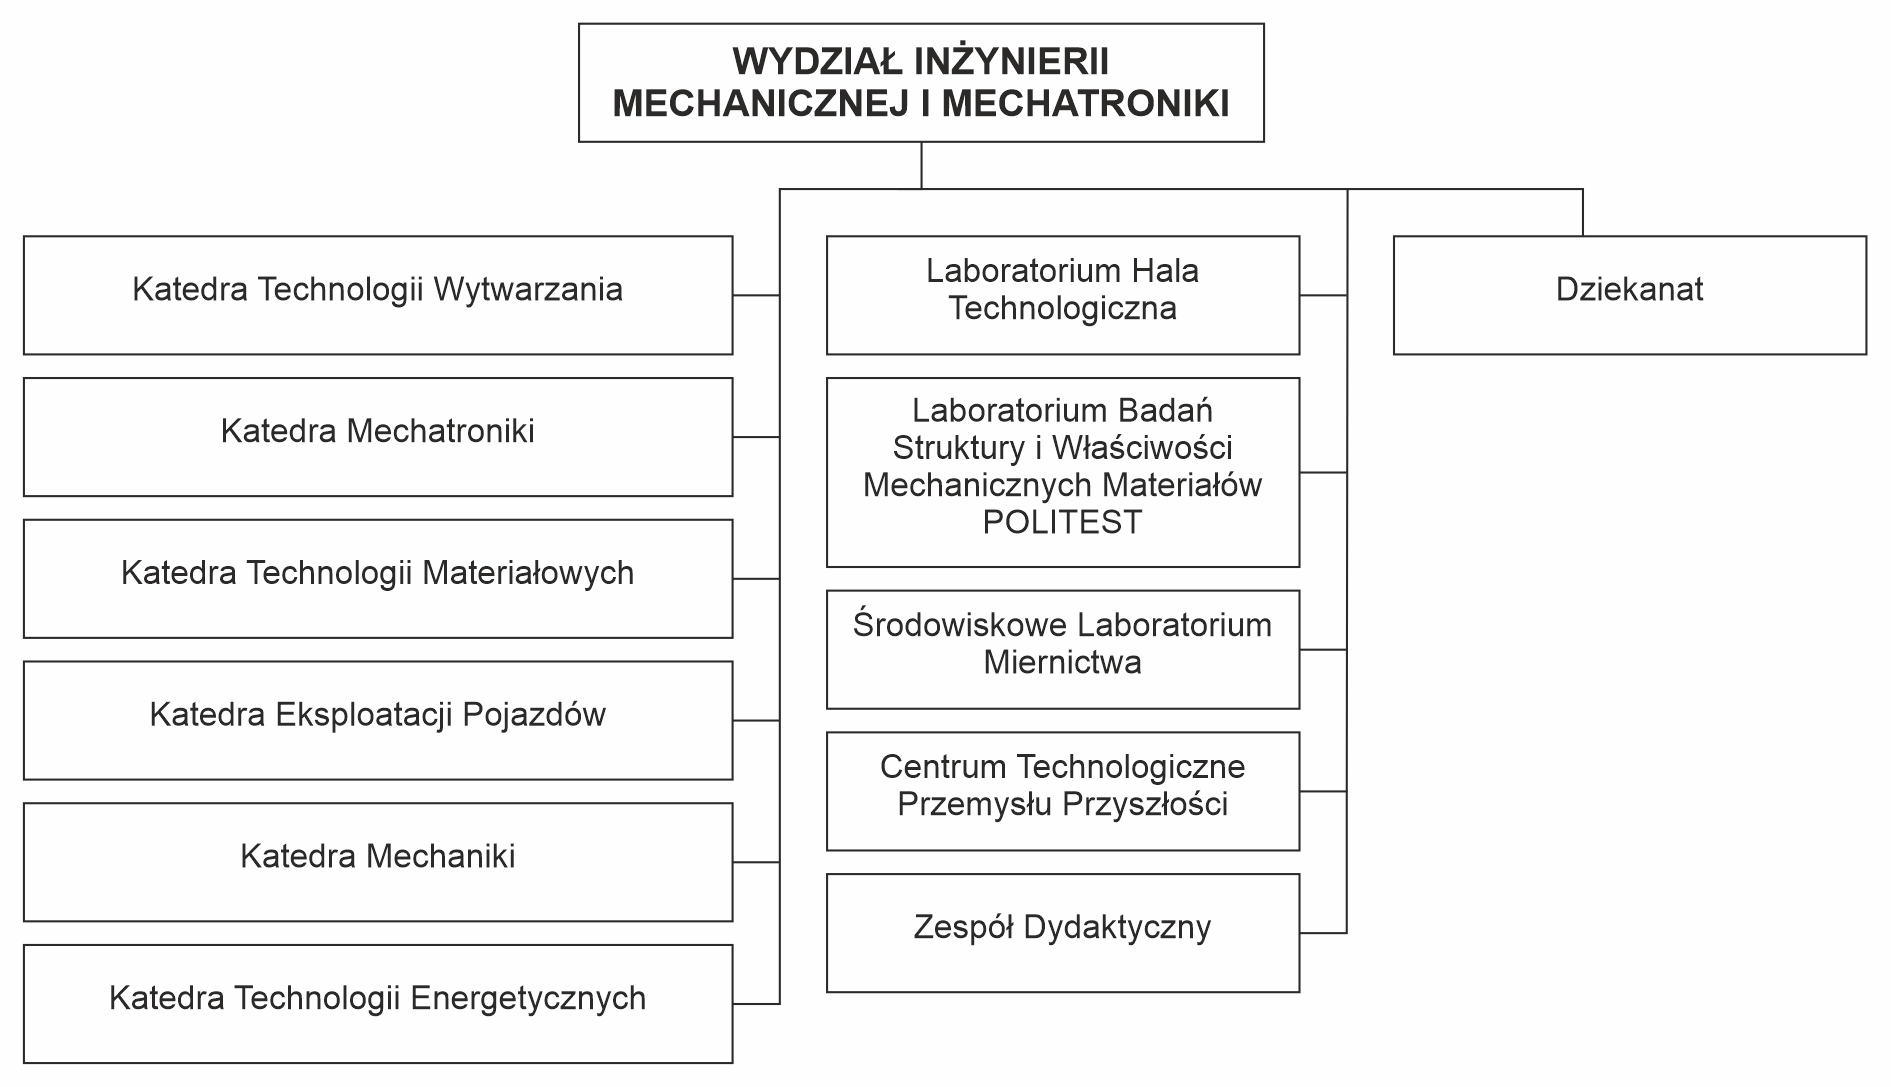 WYDZIAŁ INŻYNIERII
MECHANICZNEJ I MECHATRONIKI
Katedra Technologii Wytwarzania
Katedra Mechatroniki
Katedra Technologii Materiałowych
Katedra Eksploatacji Pojazdów
Katedra Mechaniki
Katedra Technologii Energetycznych
Laboratorium Hala
Technologiczna
Laboratorium Badań
Struktury i Właściwości
Mechanicznych Materiałów
POLITEST
Środowiskowe Laboratorium
Miernictwa
Centrum Technologiczne
Przemysłu Przyszłości
Zespół Dydaktyczny
Dziekanat